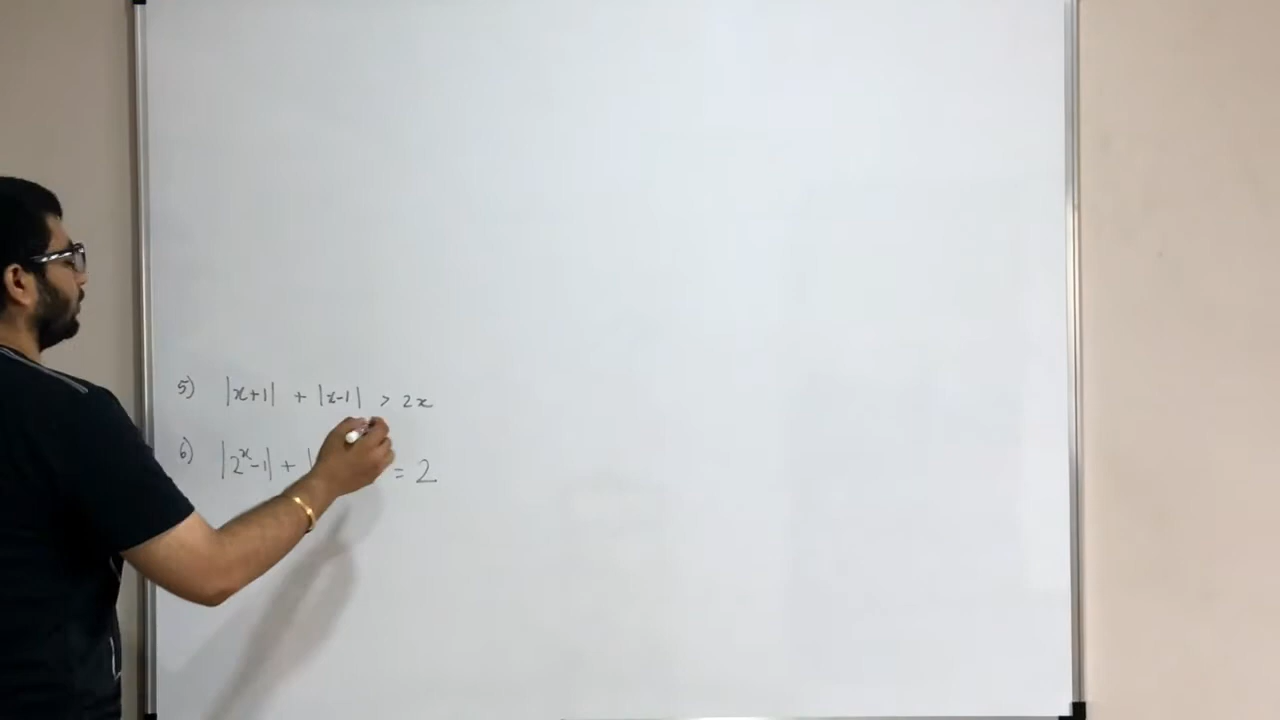 5) |x+1| + |x-1| > 2x
6) |2^x-1| + | = 2